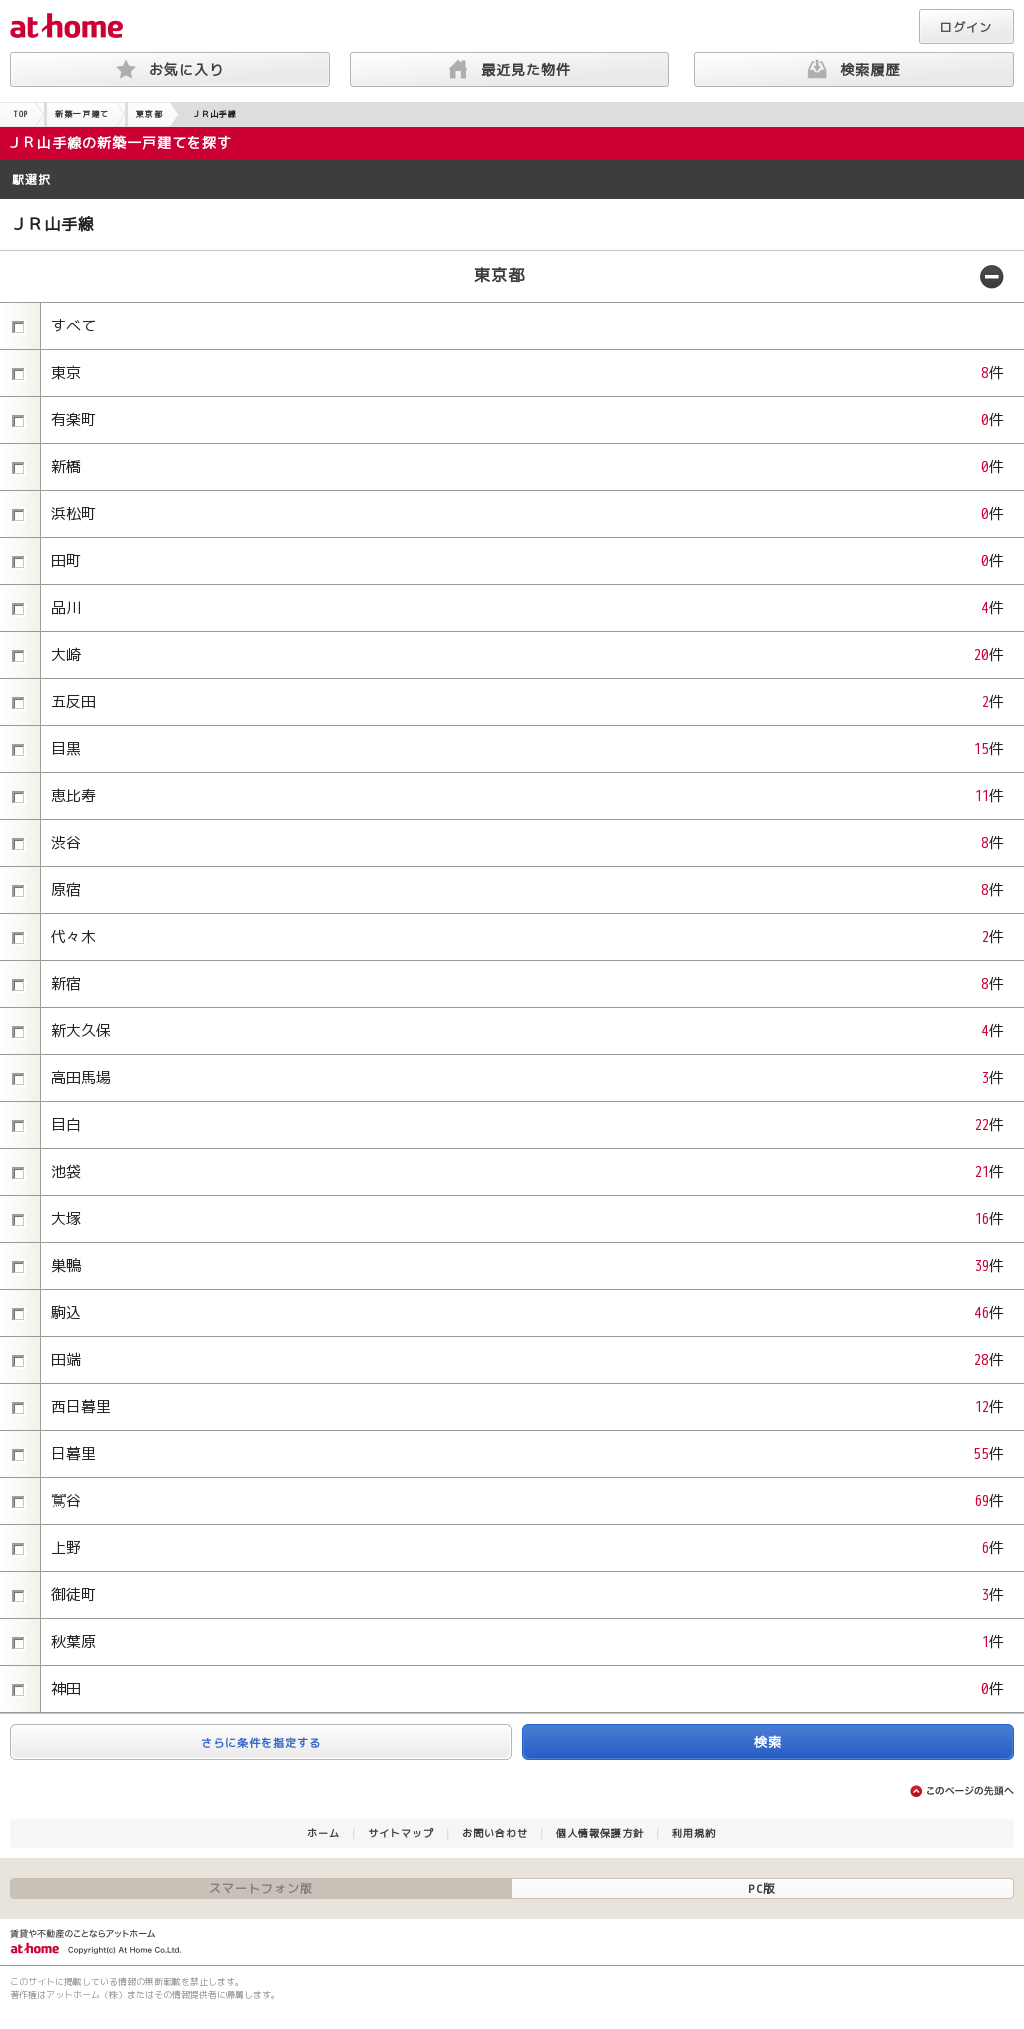 at home
ログイン
お気に入り
最近見た物件
検索履歴
TOP 新築一戸建て 東京都 ＪＲ山手線
ＪＲ山手線の新築一戸建てを探す
駅選択
ＪＲ山手線
東京都
すべて
東京 8件
有楽町 0件
新橋 0件
浜松町 0件
田町 0件
品川 4件
大崎 20件
五反田 2件
目黒 15件
恵比寿 11件
渋谷 8件
原宿 8件
代々木 2件
新宿 8件
新大久保 4件
高田馬場 3件
目白 22件
池袋 21件
大塚 16件
巣鴨 39件
駒込 46件
田端 28件
西日暮里 12件
日暮里 55件
鴬谷 69件
上野 6件
御徒町 3件
秋葉原 1件
神田 0件
さらに条件を指定する
検索
このページの先頭へ
ホーム | サイトマップ | お問い合わせ | 個人情報保護方針 | 利用規約
スマートフォン版
PC版
賃貸や不動産のことならアットホーム
at home Copyright(c) At Home Co,Ltd.
このサイトに掲載している情報の無断転載を禁止します。
著作権はアットホーム（株）またはその情報提供者に帰属します。